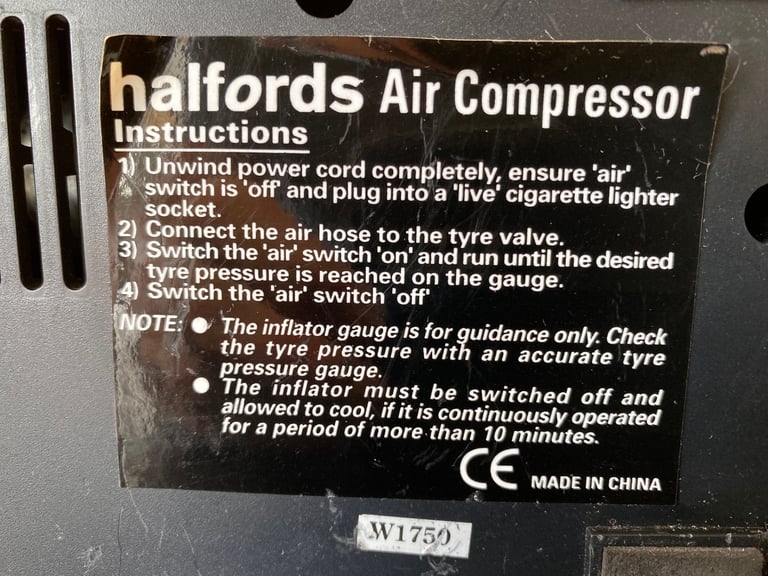 halfords Air Compressor
Instructions
1) Unwind power cord completely, ensure 'air'
switch is 'off' and plug into a 'live' cigarette lighter
socket.
2) Connect the air hose to the tyre valve.
3) Switch the 'air' switch 'on' and run until the desired
tyre pressure is reached on the gauge.
4) Switch the 'air' switch 'off'
NOTE: ● The inflator gauge is for guidance only. Check
the tyre pressure with an accurate tyre
pressure gauge.
● The inflator must be switched off and
allowed to cool, if it is continuously operated
for a period of more than 10 minutes.
CE MADE IN CHINA
W1750